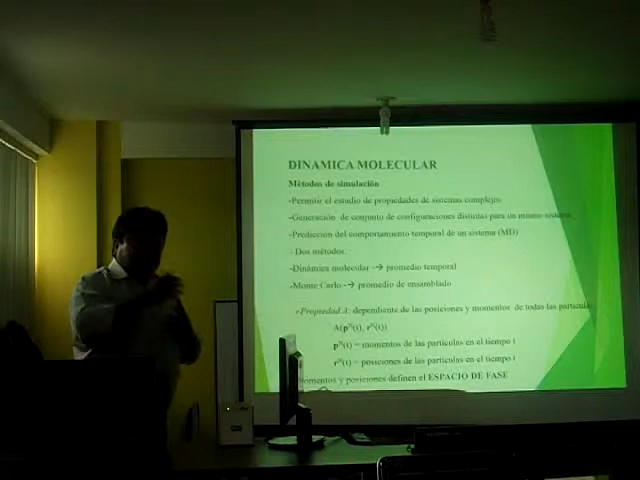 DINAMICA MOLECULAR
Métodos de simulación
-Permitir el estudio de propiedades de sistemas complejos
-Generación de conjunto de configuraciones distintas para un mismo sistema
-Predicción del comportamiento temporal de un sistema (MD)
- Dos métodos:
-Dinámica molecular -→ promedio temporal
-Monte Carlo -→ promedio de ensamblado
-Propiedad A: dependiente de las posiciones y momentos de todas las partículas
A(pᴺ(t), rᴺ(t))
pᴺ(t) = momentos de las partículas en el tiempo t
rᴺ(t) = posiciones de las partículas en el tiempo t
Momentos y posiciones definen el ESPACIO DE FASE